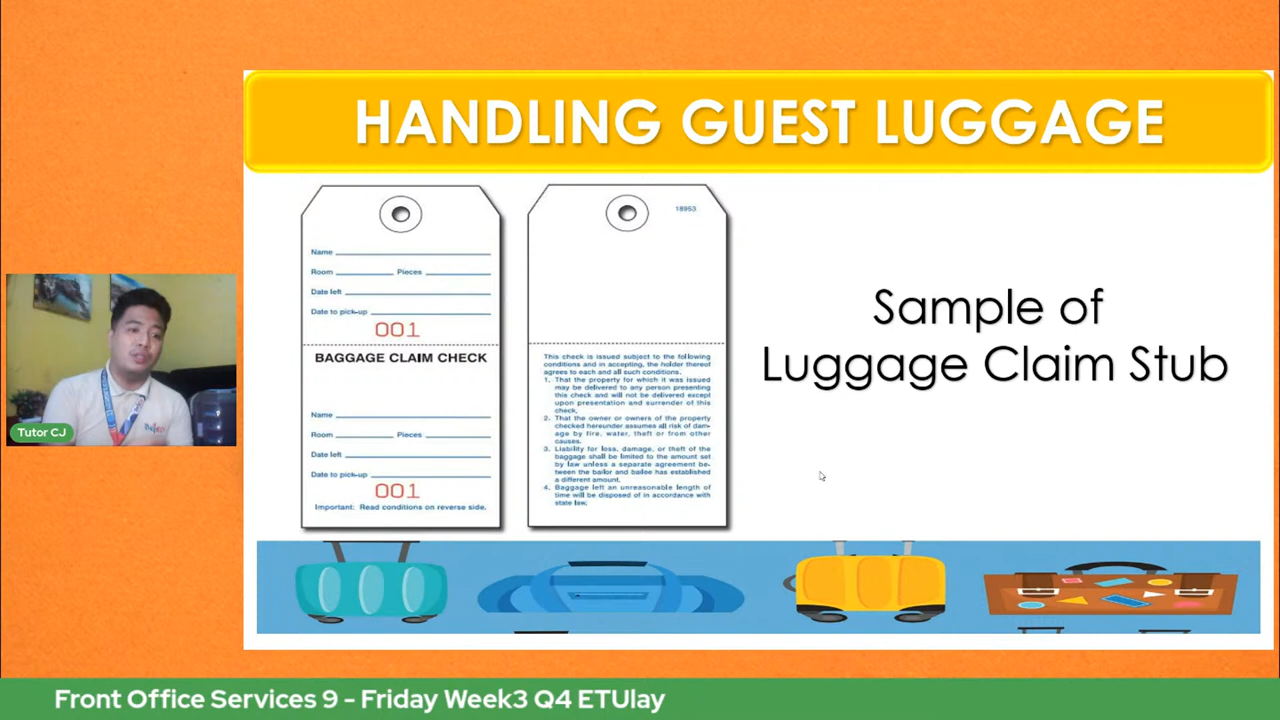 HANDLING GUEST LUGGAGE
Name
Room Pieces
Date left
Date to pick-up
001
BAGGAGE CLAIM CHECK
Name
Room Pieces
Date left
Date to pick-up
001
Important: Read conditions on reverse side.
18953
This check is issued subject to the following
conditions and in accepting, the holder thereof
agrees to each and all such conditions.
1. That the property for which it was issued
may be delivered to any person presenting
this check and will not be delivered except
upon presentation and surrender of this
check.
2. That the owner or owners of the property
checked hereunder assumes all risk of dam-
age by fire, water, theft or from other
causes.
3. Liability for loss, damage, or theft of the
baggage shall be limited to the amount set
by law unless a separate agreement be-
tween the bailor and bailee has established
a different amount.
4. Baggage left an unreasonable length of
time will be disposed of in accordance with
state law.
Sample of
Luggage Claim Stub
Tutor CJ
Front Office Services 9 - Friday Week3 Q4 ETUlay